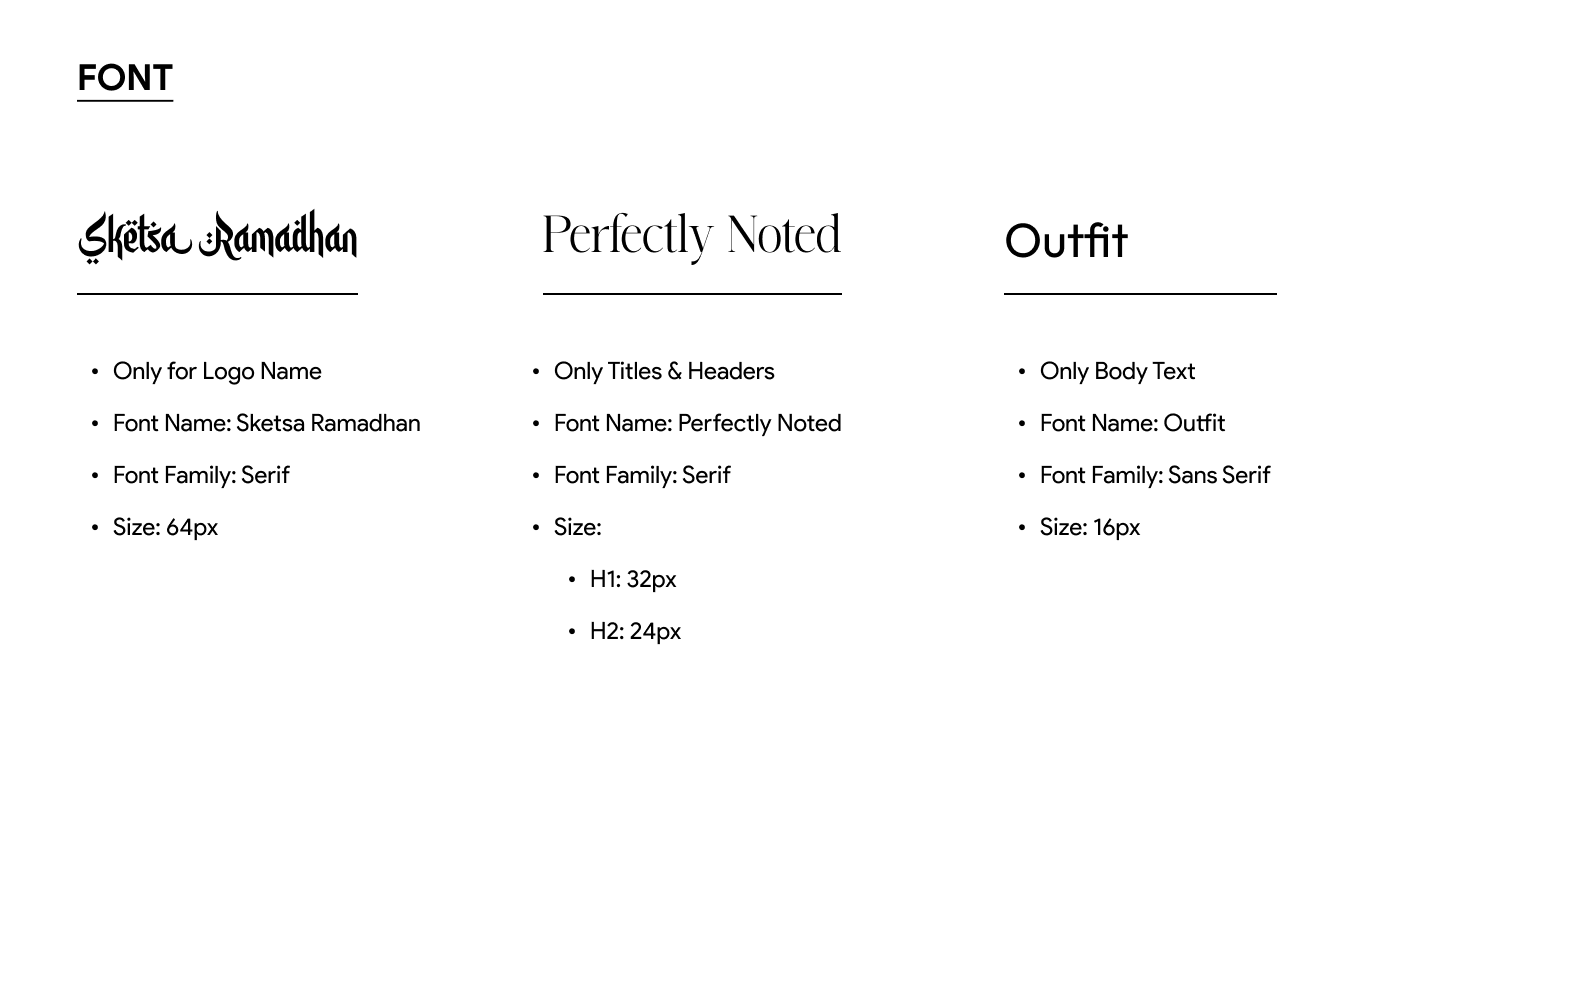 FONT
Sketsa Ramadhan
Only for Logo Name
Font Name: Sketsa Ramadhan
Font Family: Serif
Size: 64px
Perfectly Noted
Only Titles & Headers
Font Name: Perfectly Noted
Font Family: Serif
Size:
H1: 32px
H2: 24px
Outfit
Only Body Text
Font Name: Outfit
Font Family: Sans Serif
Size: 16px